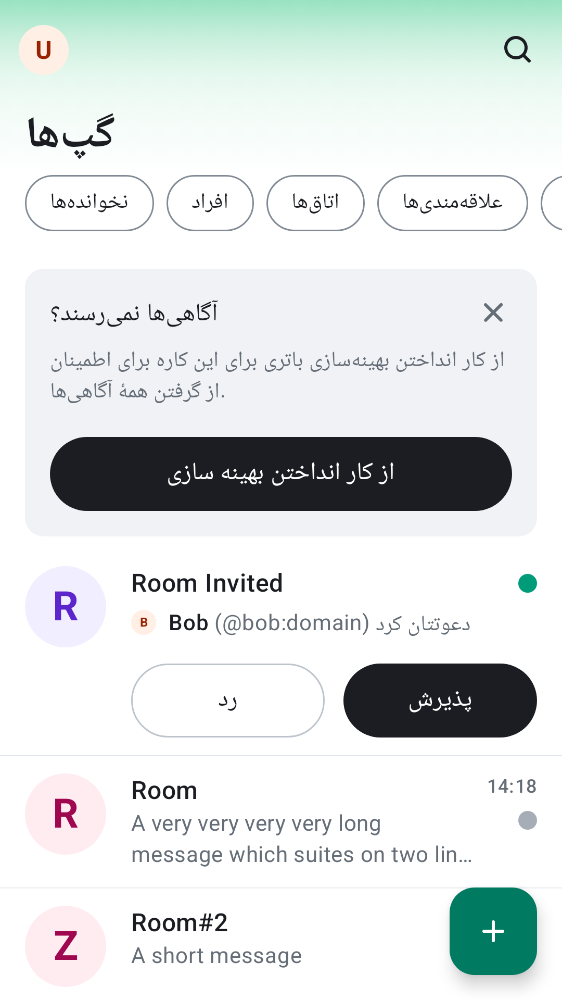 U
گپ‌ها
نخوانده‌ها
افراد
اتاق‌ها
علاقه‌مندی‌ها
آگاهی‌ها نمی‌رسند؟
از کار انداختن بهینه‌سازی باتری برای این کاره برای اطمینان
از گرفتن همهٔ آگاهی‌ها.
از کار انداختن بهینه سازی
R
Room Invited
B
Bob (@bob:domain) دعوتتان کرد
رد
پذیرش
R
Room
14:18
A very very very very long
message which suites on two lin…
Z
Room#2
A short message